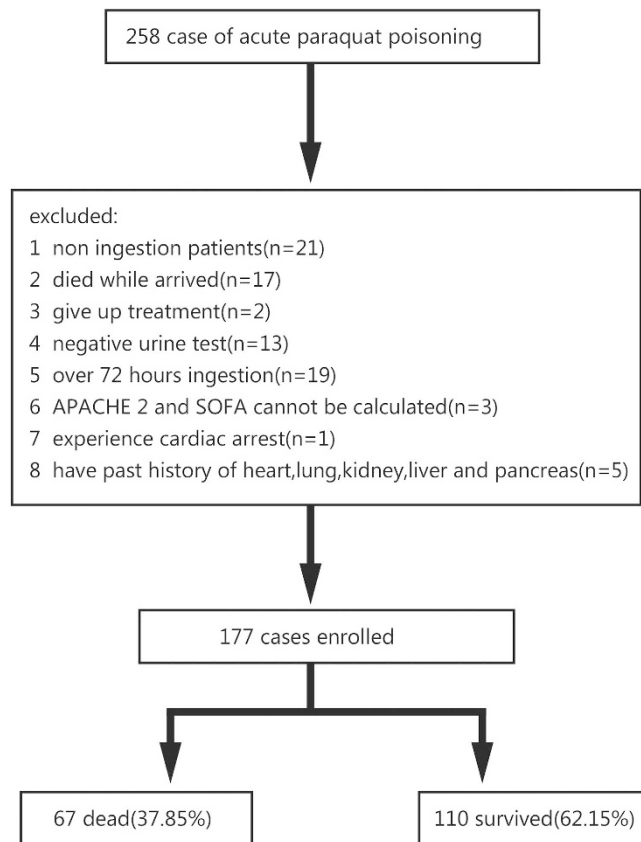 258 case of acute paraquat poisoning
excluded:
1 non ingestion patients(n=21)
2 died while arrived(n=17)
3 give up treatment(n=2)
4 negative urine test(n=13)
5 over 72 hours ingestion(n=19)
6 APACHE 2 and SOFA cannot be calculated(n=3)
7 experience cardiac arrest(n=1)
8 have past history of heart,lung,kidney,liver and pancreas(n=5)
177 cases enrolled
67 dead(37.85%)
110 survived(62.15%)